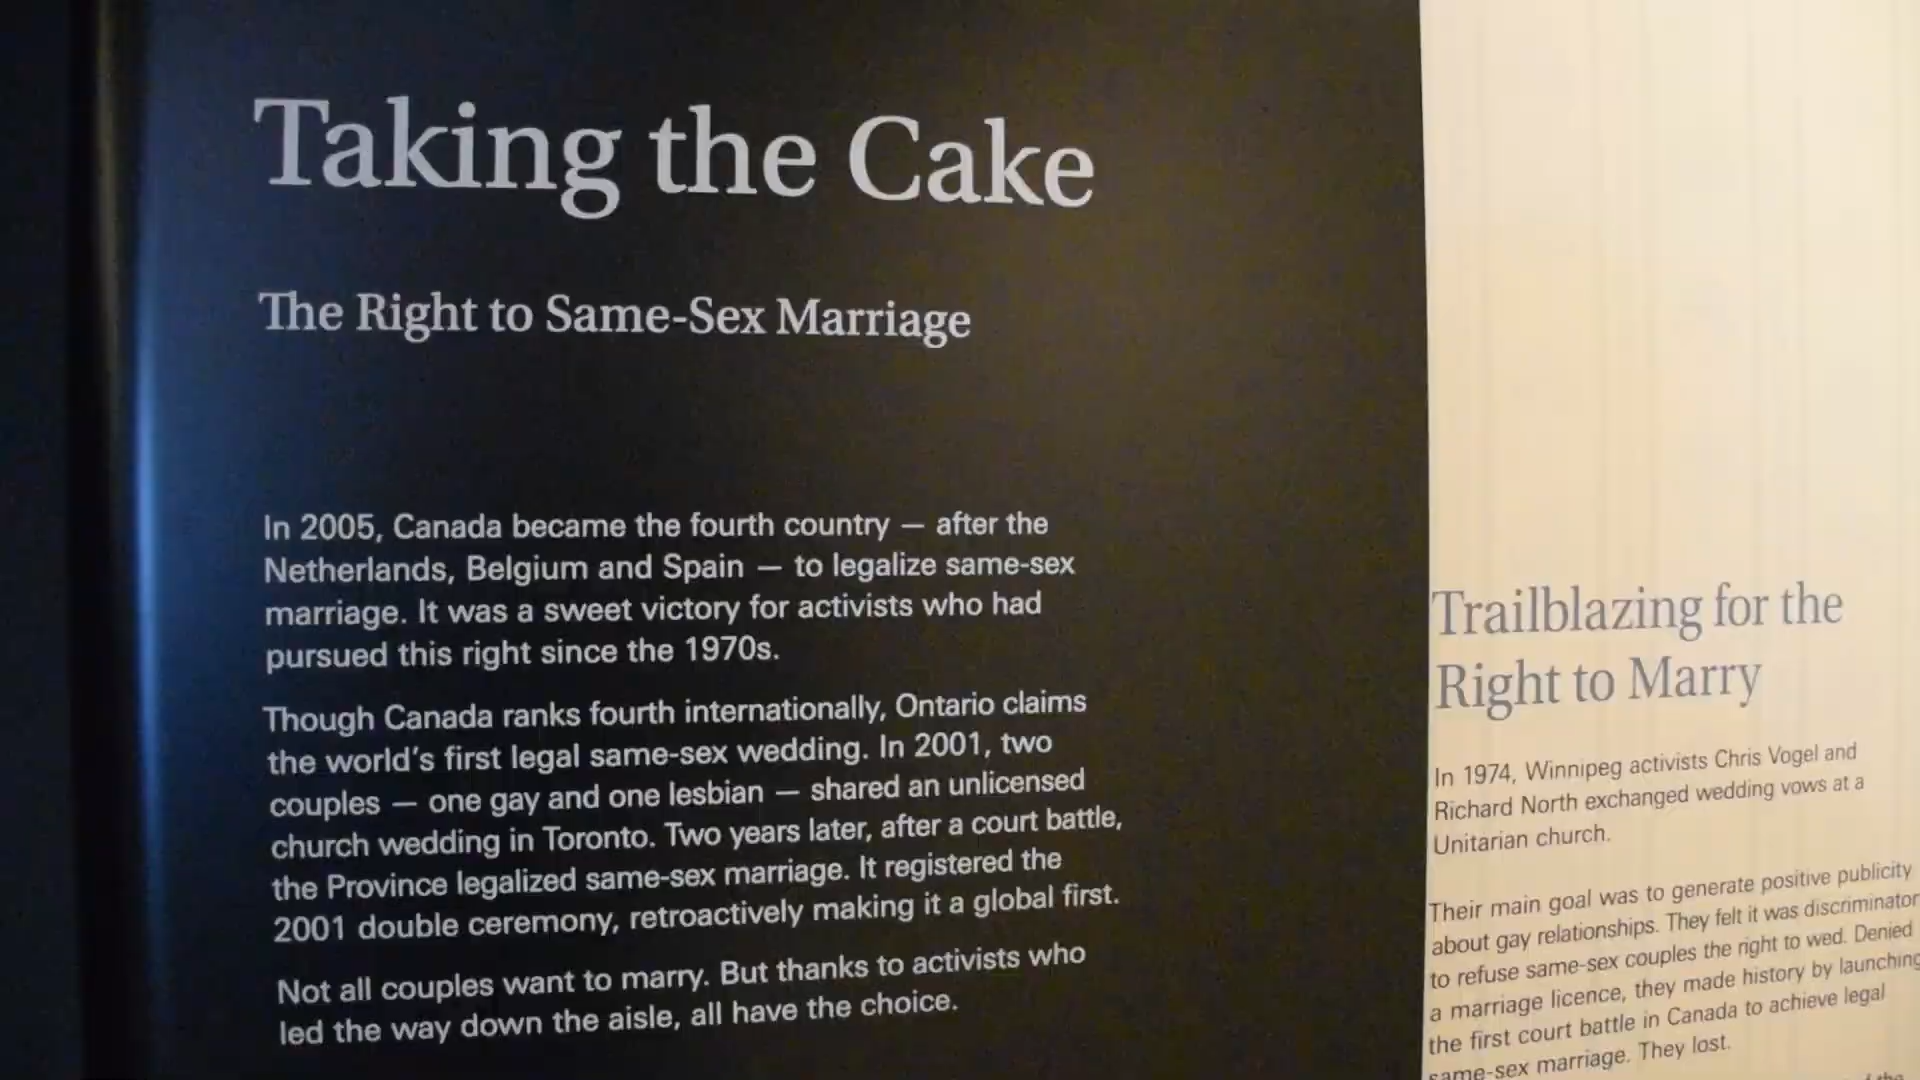 Taking the Cake
The Right to Same-Sex Marriage
In 2005, Canada became the fourth country — after the
Netherlands, Belgium and Spain — to legalize same-sex
marriage. It was a sweet victory for activists who had
pursued this right since the 1970s.
Though Canada ranks fourth internationally, Ontario claims
the world's first legal same-sex wedding. In 2001, two
couples — one gay and one lesbian — shared an unlicensed
church wedding in Toronto. Two years later, after a court battle,
the Province legalized same-sex marriage. It registered the
2001 double ceremony, retroactively making it a global first.
Not all couples want to marry. But thanks to activists who
led the way down the aisle, all have the choice.
Trailblazing for the
Right to Marry
In 1974, Winnipeg activists Chris Vogel and
Richard North exchanged wedding vows at a
Unitarian church.
Their main goal was to generate positive publicity
about gay relationships. They felt it was discriminator
to refuse same-sex couples the right to wed. Denied
a marriage licence, they made history by launching
the first court battle in Canada to achieve legal
same-sex marriage. They lost.